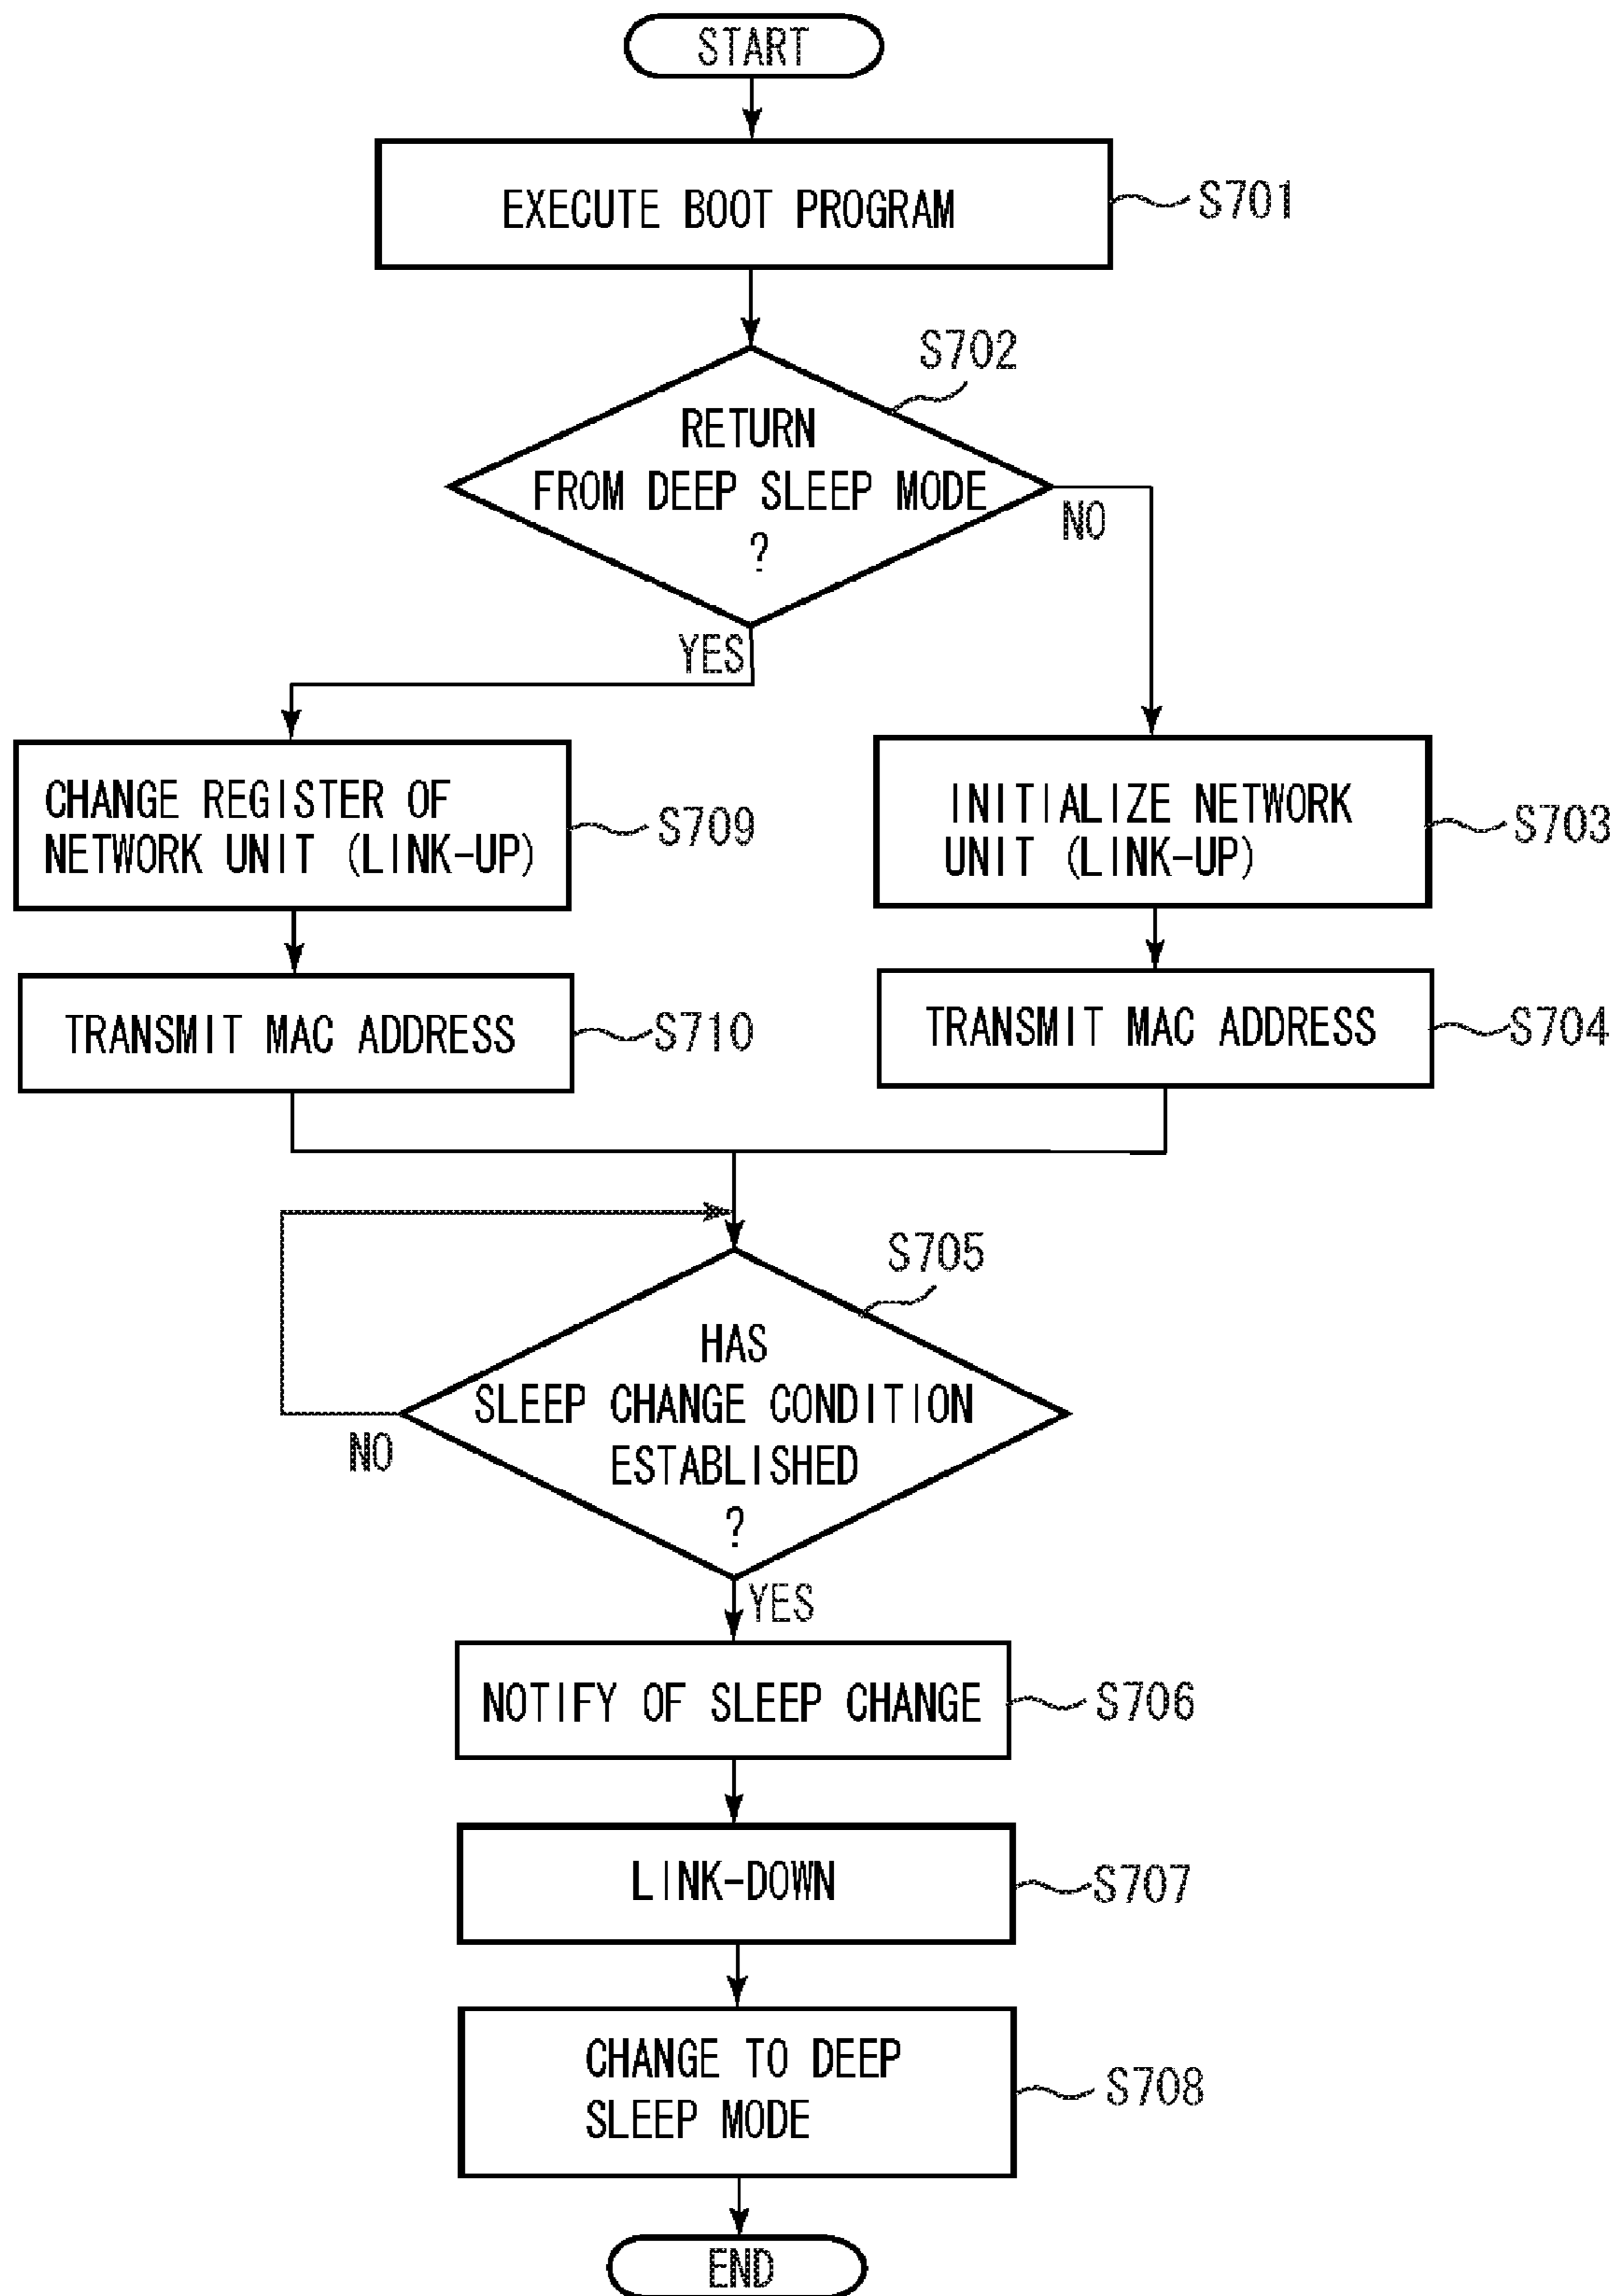 START
EXECUTE BOOT PROGRAM
S701
S702
RETURN
FROM DEEP SLEEP MODE
?
NO
YES
CHANGE REGISTER OF
NETWORK UNIT (LINK-UP)
S709
INITIALIZE NETWORK
UNIT (LINK-UP)
S703
TRANSMIT MAC ADDRESS
S710
TRANSMIT MAC ADDRESS
S704
S705
HAS
SLEEP CHANGE CONDITION
ESTABLISHED
?
NO
YES
NOTIFY OF SLEEP CHANGE
S706
LINK-DOWN
S707
CHANGE TO DEEP
SLEEP MODE
S708
END